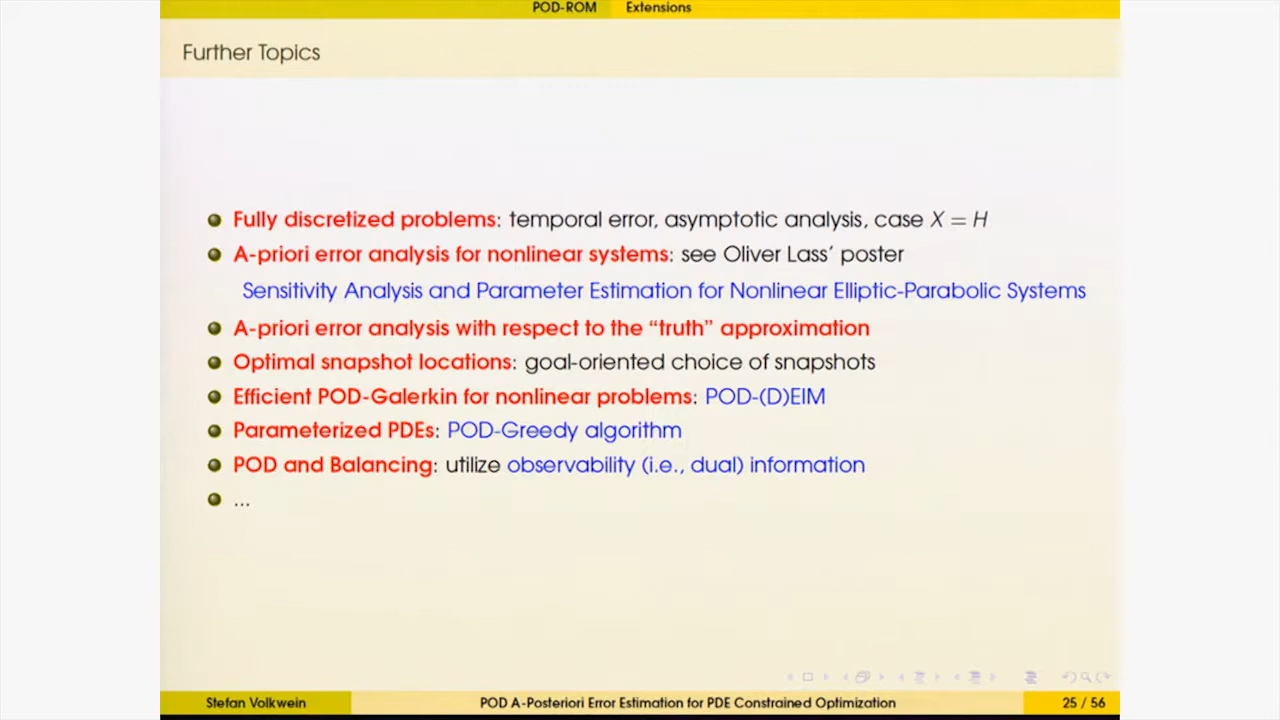 POD-ROM Extensions
Further Topics
Fully discretized problems: temporal error, asymptotic analysis, case X = H
A-priori error analysis for nonlinear systems: see Oliver Lass’ poster
Sensitivity Analysis and Parameter Estimation for Nonlinear Elliptic-Parabolic Systems
A-priori error analysis with respect to the “truth” approximation
Optimal snapshot locations: goal-oriented choice of snapshots
Efficient POD-Galerkin for nonlinear problems: POD-(D)EIM
Parameterized PDEs: POD-Greedy algorithm
POD and Balancing: utilize observability (i.e., dual) information
...
Stefan Volkwein POD A-Posteriori Error Estimation for PDE Constrained Optimization 25 / 56